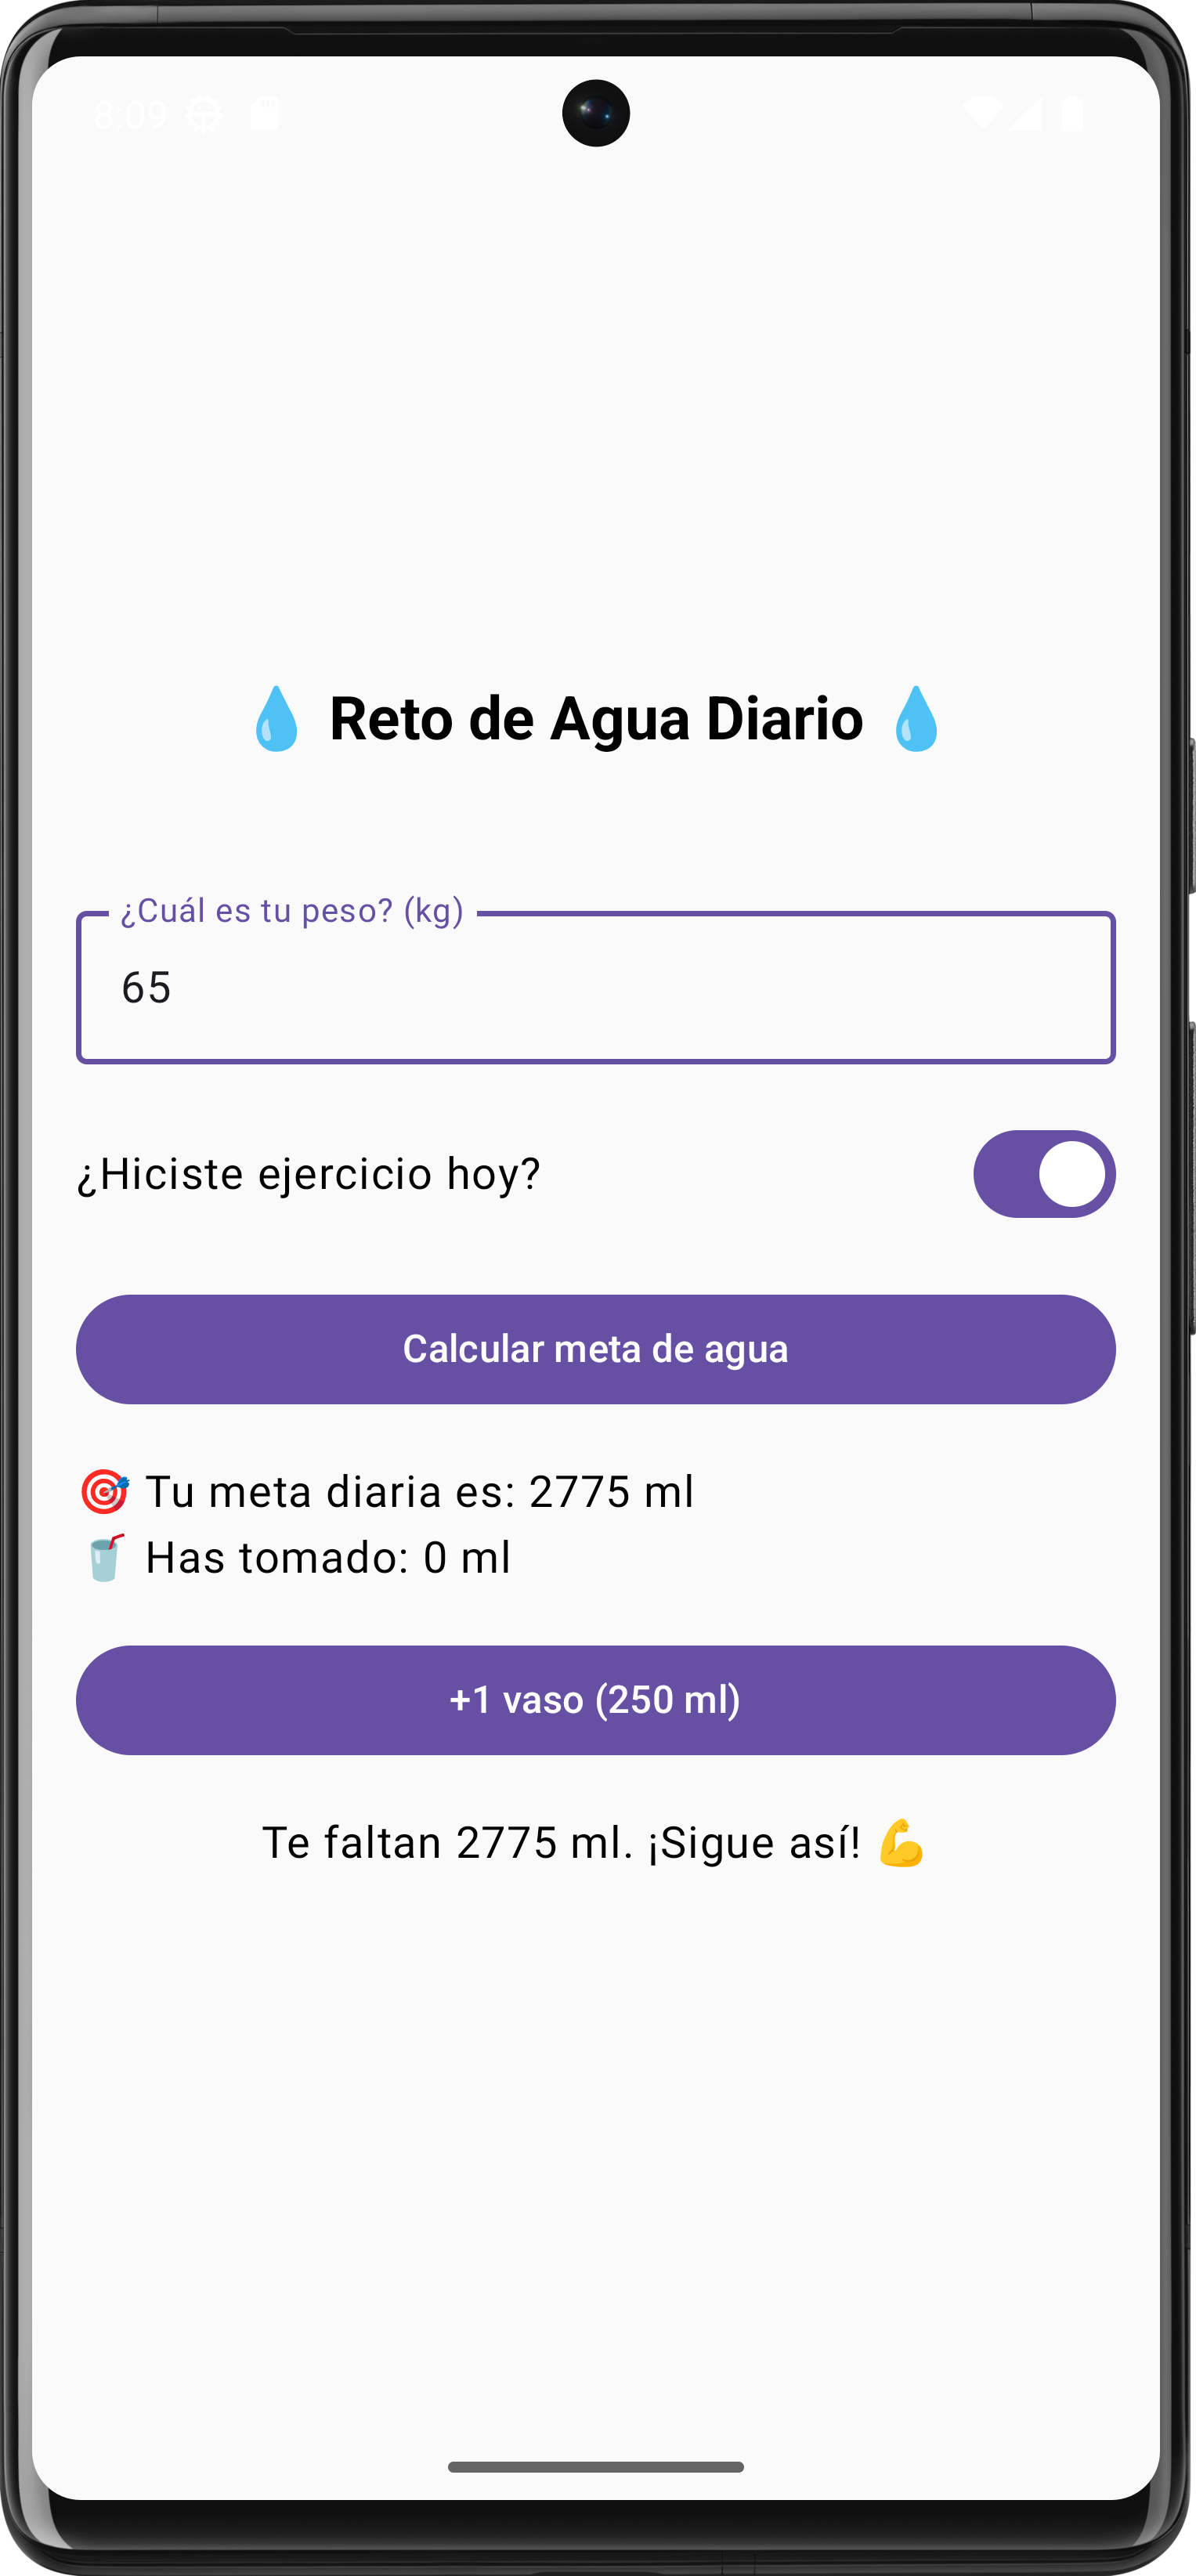 8:09
💧 Reto de Agua Diario 💧
¿Cuál es tu peso? (kg)
65
¿Hiciste ejercicio hoy?
Calcular meta de agua
🎯 Tu meta diaria es: 2775 ml
🥤 Has tomado: 0 ml
+1 vaso (250 ml)
Te faltan 2775 ml. ¡Sigue así! 💪